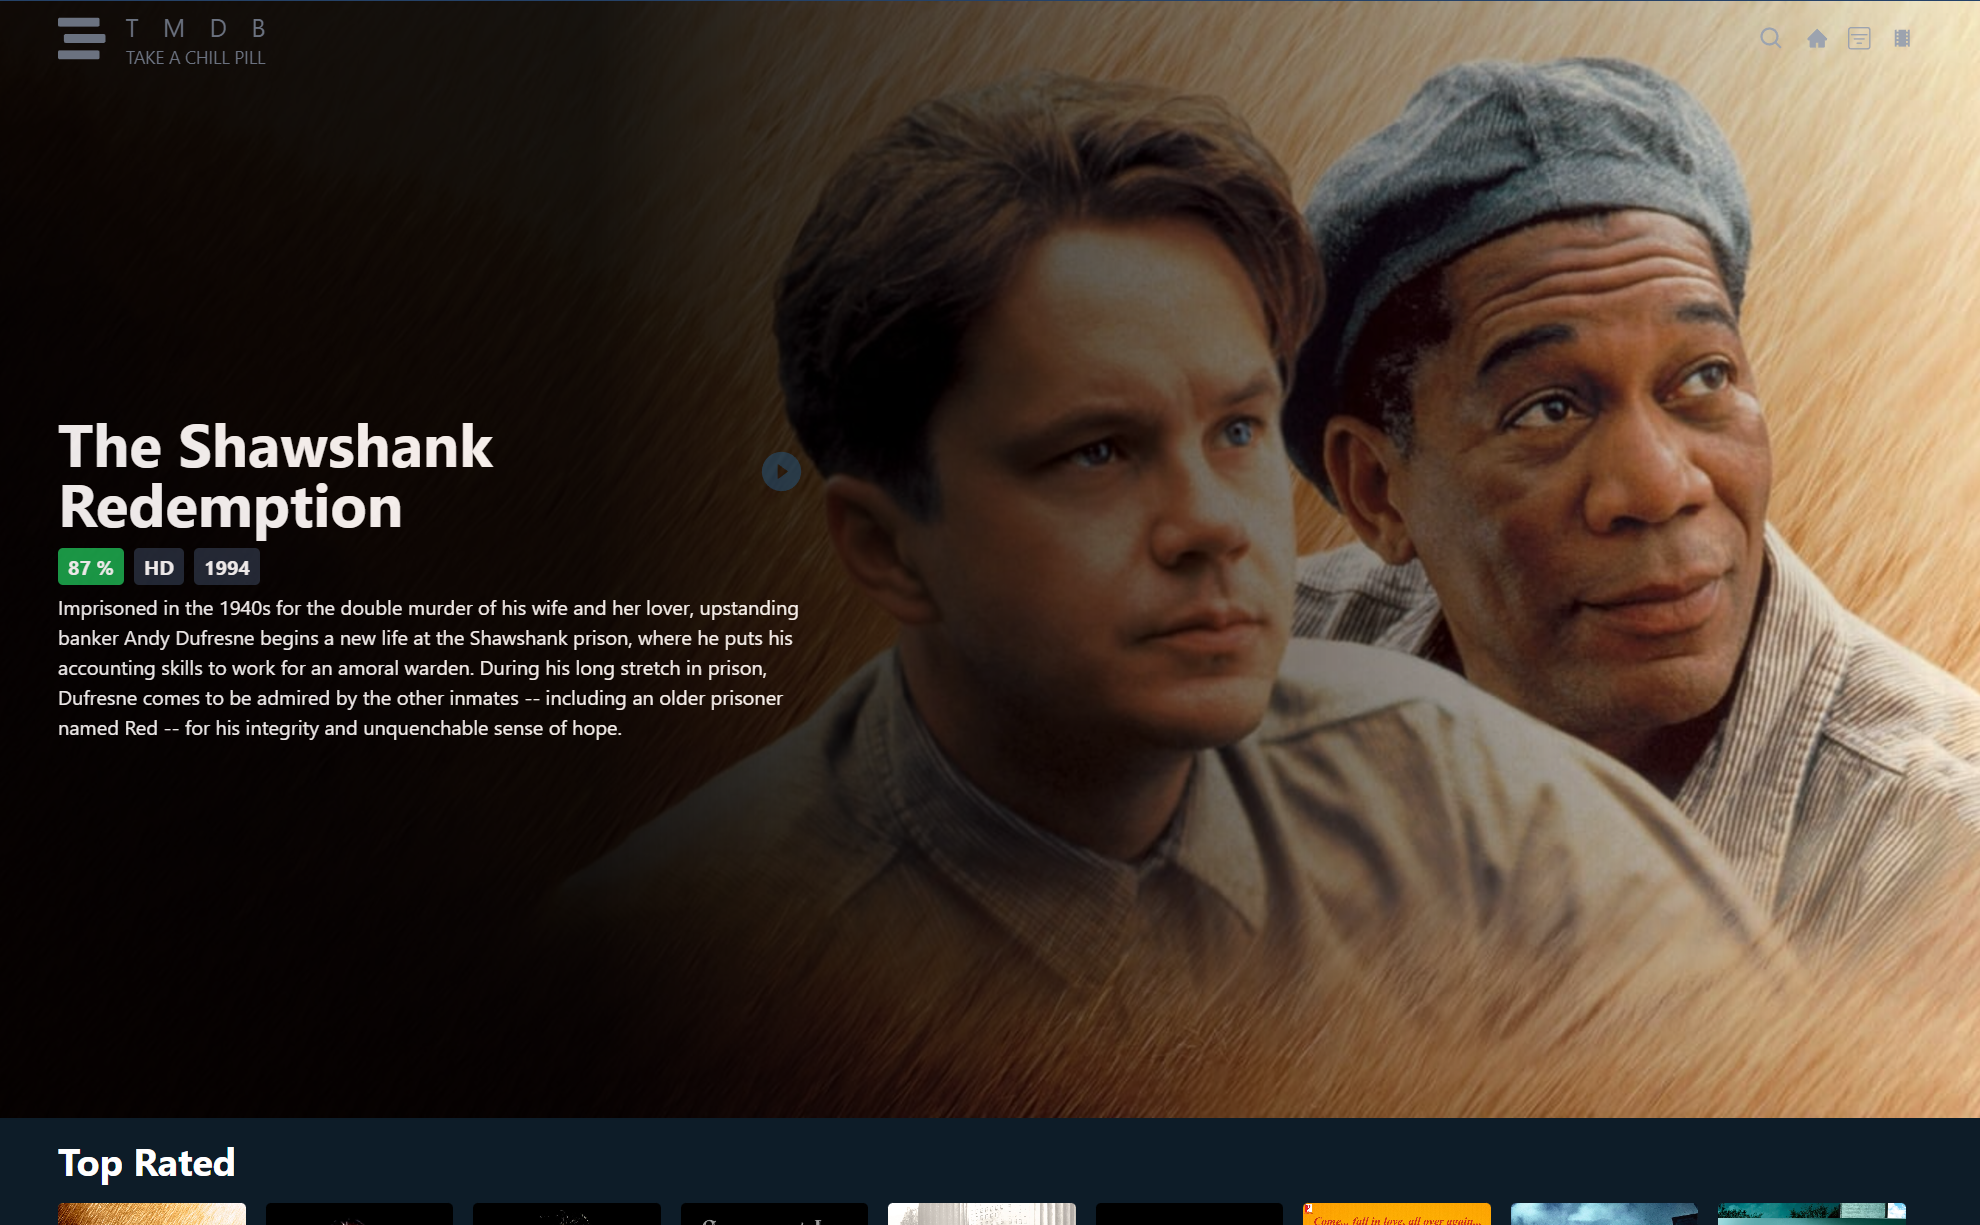 T M D B
TAKE A CHILL PILL
The Shawshank
Redemption
87 %
HD
1994
Imprisoned in the 1940s for the double murder of his wife and her lover, upstanding
banker Andy Dufresne begins a new life at the Shawshank prison, where he puts his
accounting skills to work for an amoral warden. During his long stretch in prison,
Dufresne comes to be admired by the other inmates -- including an older prisoner
named Red -- for his integrity and unquenchable sense of hope.
Top Rated
Come... fall in love, all over again...